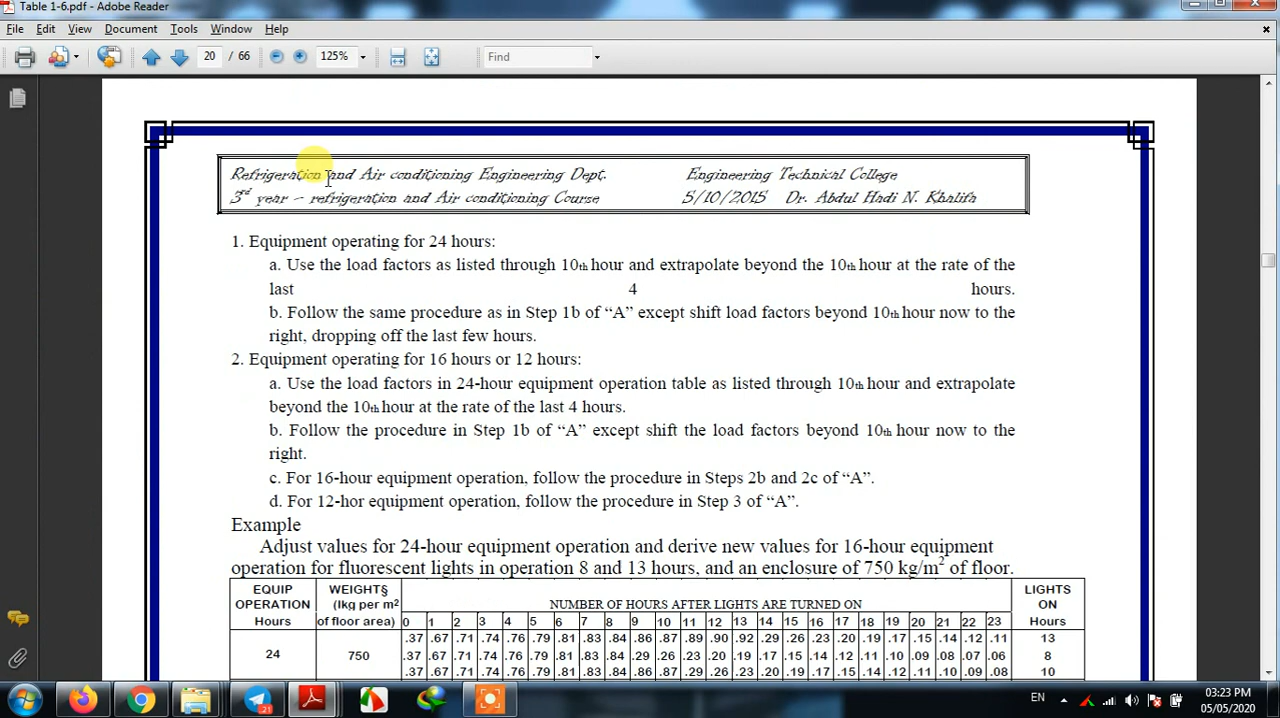 Table 1-6.pdf - Adobe Reader
File Edit View Document Tools Window Help
20 / 66 125% Find
Refrigeration and Air conditioning Engineering Dept. Engineering Technical College
3rd year – refrigeration and Air conditioning Course 5/10/2015 Dr. Abdul Hadi N. Khalifa
1. Equipment operating for 24 hours:
a. Use the load factors as listed through 10th hour and extrapolate beyond the 10th hour at the rate of the
last 4 hours.
b. Follow the same procedure as in Step 1b of “A” except shift load factors beyond 10th hour now to the
right, dropping off the last few hours.
2. Equipment operating for 16 hours or 12 hours:
a. Use the load factors in 24-hour equipment operation table as listed through 10th hour and extrapolate
beyond the 10th hour at the rate of the last 4 hours.
b. Follow the procedure in Step 1b of “A” except shift the load factors beyond 10th hour now to the
right.
c. For 16-hour equipment operation, follow the procedure in Steps 2b and 2c of “A”.
d. For 12-hor equipment operation, follow the procedure in Step 3 of “A”.
Example
Adjust values for 24-hour equipment operation and derive new values for 16-hour equipment
operation for fluorescent lights in operation 8 and 13 hours, and an enclosure of 750 kg/m2 of floor.
EQUIP WEIGHT§ LIGHTS
OPERATION (lkg per m2 NUMBER OF HOURS AFTER LIGHTS ARE TURNED ON ON
Hours of floor area) 0 1 2 3 4 5 6 7 8 9 10 11 12 13 14 15 16 17 18 19 20 21 22 23 Hours
.37 .67 .71 .74 .76 .79 .81 .83 .84 .86 .87 .89 .90 .92 .29 .26 .23 .20 .19 .17 .15 .14 .12 .11 13
24 750 .37 .67 .71 .74 .76 .79 .81 .83 .84 .29 .26 .23 .20 .19 .17 .15 .14 .12 .11 .10 .09 .08 .07 .06 8
.37 .67 .71 .74 .76 .79 .81 .83 .84 .86 .87 .29 .26 .23 .20 .19 .17 .15 .14 .12 .11 .10 .09 .08 10
EN 03:23 PM
05/05/2020